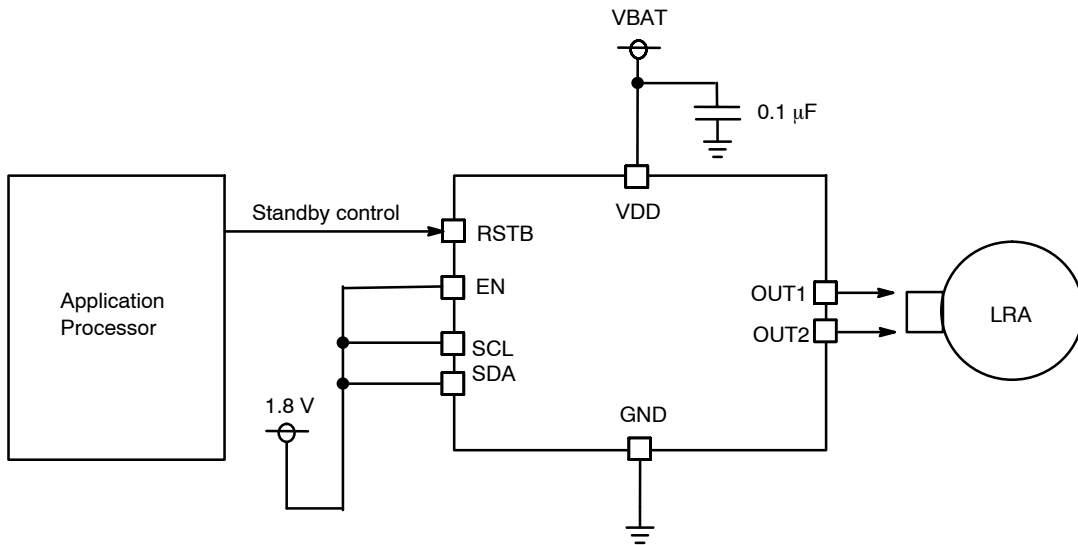 VBAT
0.1 μF
VDD
Standby control
RSTB
EN
OUT1
Application
Processor
LRA
OUT2
SCL
SDA
1.8 V
GND